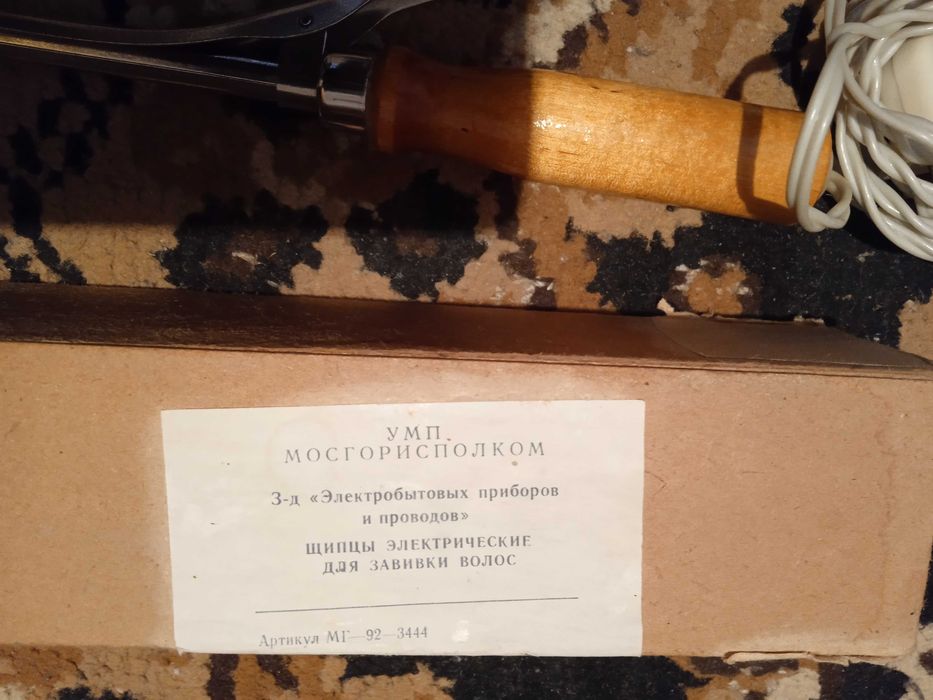 УМП
МОСГОРИСПОЛКОМ
З-д «Электробытовых приборов
и проводов»
ЩИПЦЫ ЭЛЕКТРИЧЕСКИЕ
ДЛЯ ЗАВИВКИ ВОЛОС
Артикул МГ—92—3444